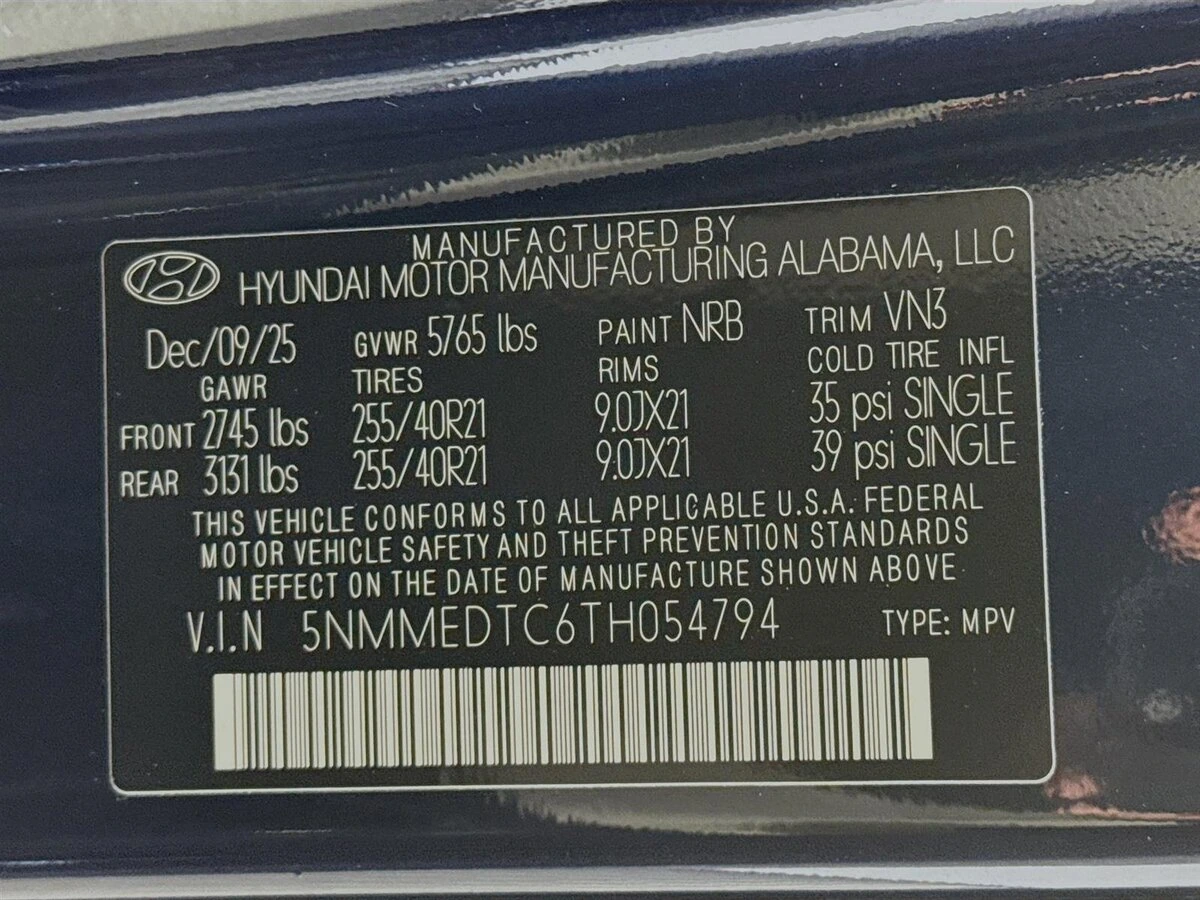 MANUFACTURED BY
HYUNDAI MOTOR MANUFACTURING ALABAMA, LLC
Dec/09/25 GVWR 5765 lbs PAINT NRB TRIM VN3
GAWR TIRES RIMS COLD TIRE INFL
FRONT 2745 lbs 255/40R21 9.0JX21 35 psi SINGLE
REAR 3131 lbs 255/40R21 9.0JX21 39 psi SINGLE
THIS VEHICLE CONFORMS TO ALL APPLICABLE U.S.A. FEDERAL
MOTOR VEHICLE SAFETY AND THEFT PREVENTION STANDARDS
IN EFFECT ON THE DATE OF MANUFACTURE SHOWN ABOVE
V.I.N 5NMMEDTC6TH054794 TYPE: MPV